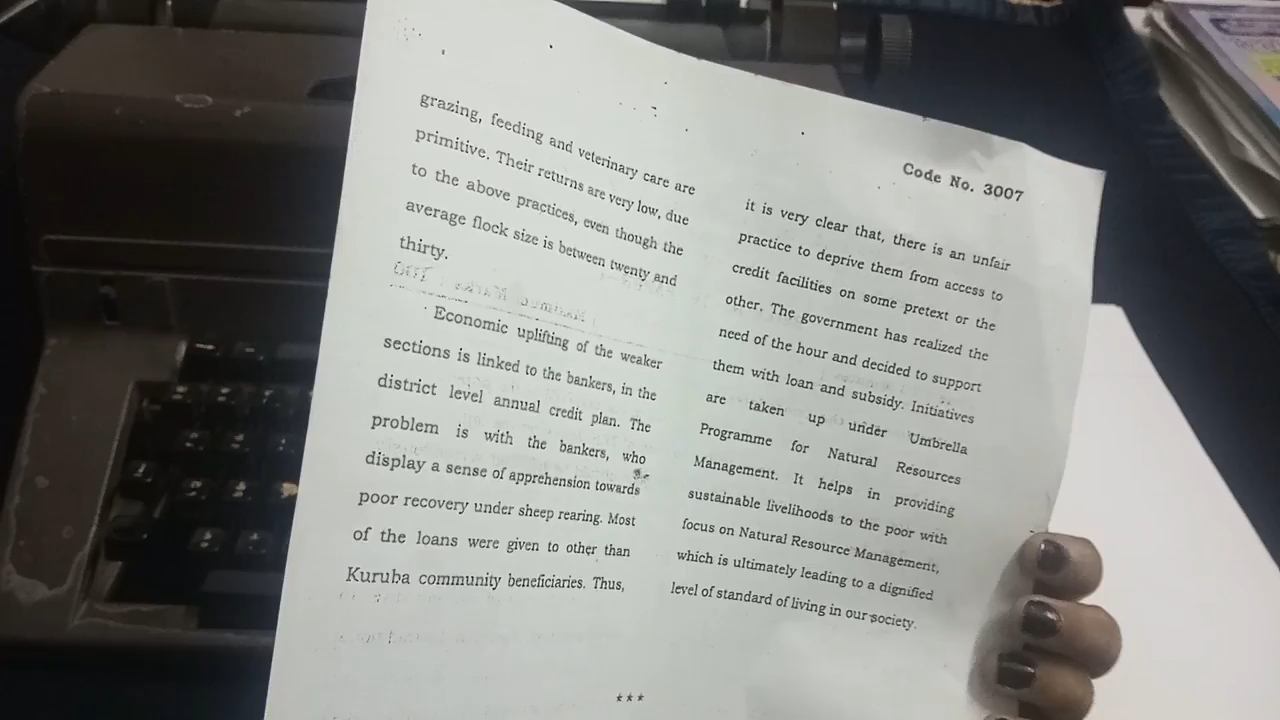 grazing, feeding and veterinary care are
primitive. Their returns are very low, due
to the above practices, even though the
average flock size is between twenty and
thirty.
Economic uplifting of the weaker
sections is linked to the bankers, in the
district level annual credit plan. The
problem is with the bankers, who
display a sense of apprehension towards
poor recovery under sheep rearing. Most
of the loans were given to other than
Kuruba community beneficiaries. Thus,
Code No. 3007
it is very clear that, there is an unfair
practice to deprive them from access to
credit facilities on some pretext or the
other. The government has realized the
need of the hour and decided to support
them with loan and subsidy. Initiatives
are taken up under Umbrella
Programme for Natural Resources
Management. It helps in providing
sustainable livelihoods to the poor with
focus on Natural Resource Management,
which is ultimately leading to a dignified
level of standard of living in our society.
***